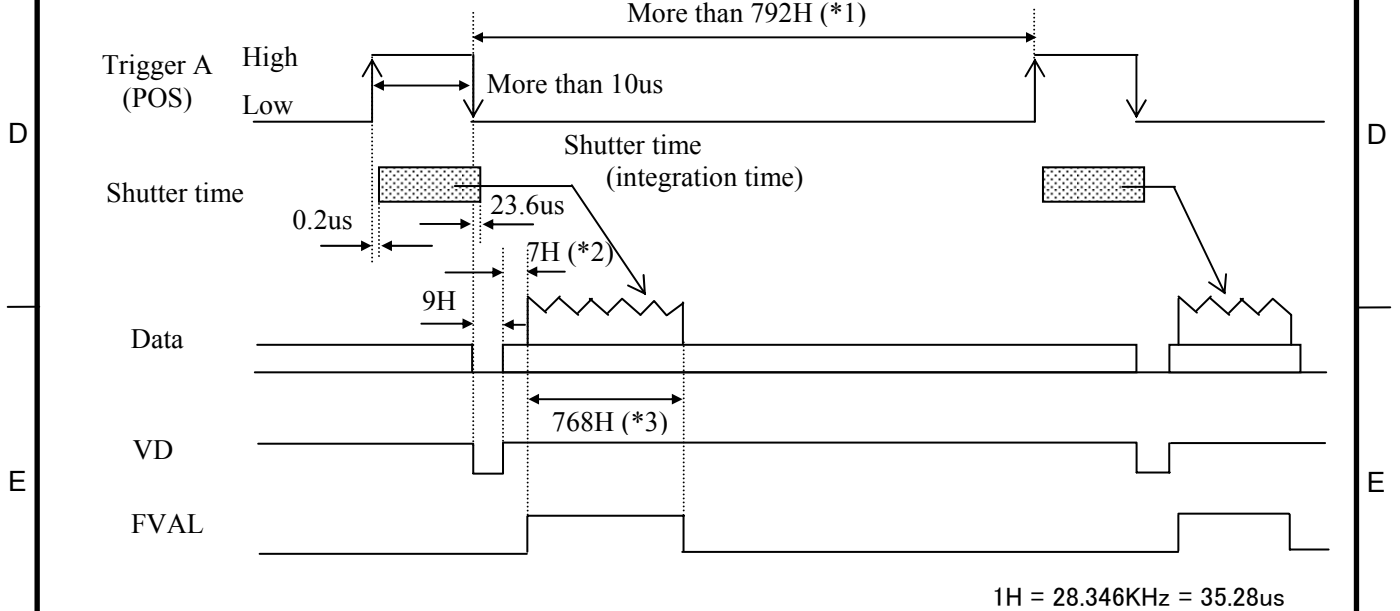 More than 792H (*1)
Trigger A
(POS)
High
Low
More than 10us
D
D
Shutter time
(integration time)
Shutter time
23.6us
0.2us
7H (*2)
9H
Data
768H (*3)
VD
E
E
FVAL
1H = 28.346KHz = 35.28us